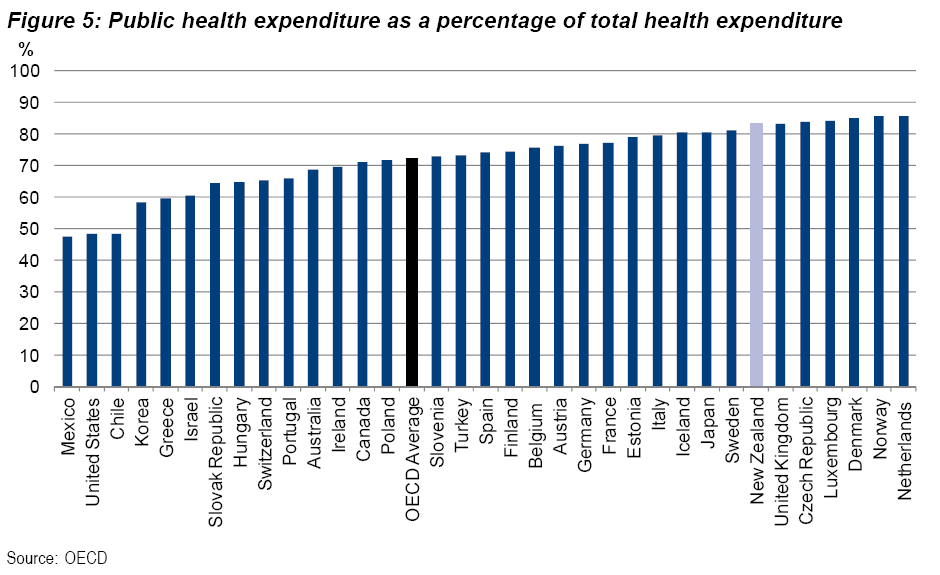 Figure 5: Public health expenditure as a percentage of total health expenditure
%
100
90
80
70
60
50
40
30
20
10
0
Mexico
United States
Chile
Korea
Greece
Israel
Slovak Republic
Hungary
Switzerland
Portugal
Australia
Ireland
Canada
Poland
OECD Average
Slovenia
Turkey
Spain
Finland
Belgium
Austria
Germany
France
Estonia
Italy
Iceland
Japan
Sweden
New Zealand
United Kingdom
Czech Republic
Luxembourg
Denmark
Norway
Netherlands
Source: OECD